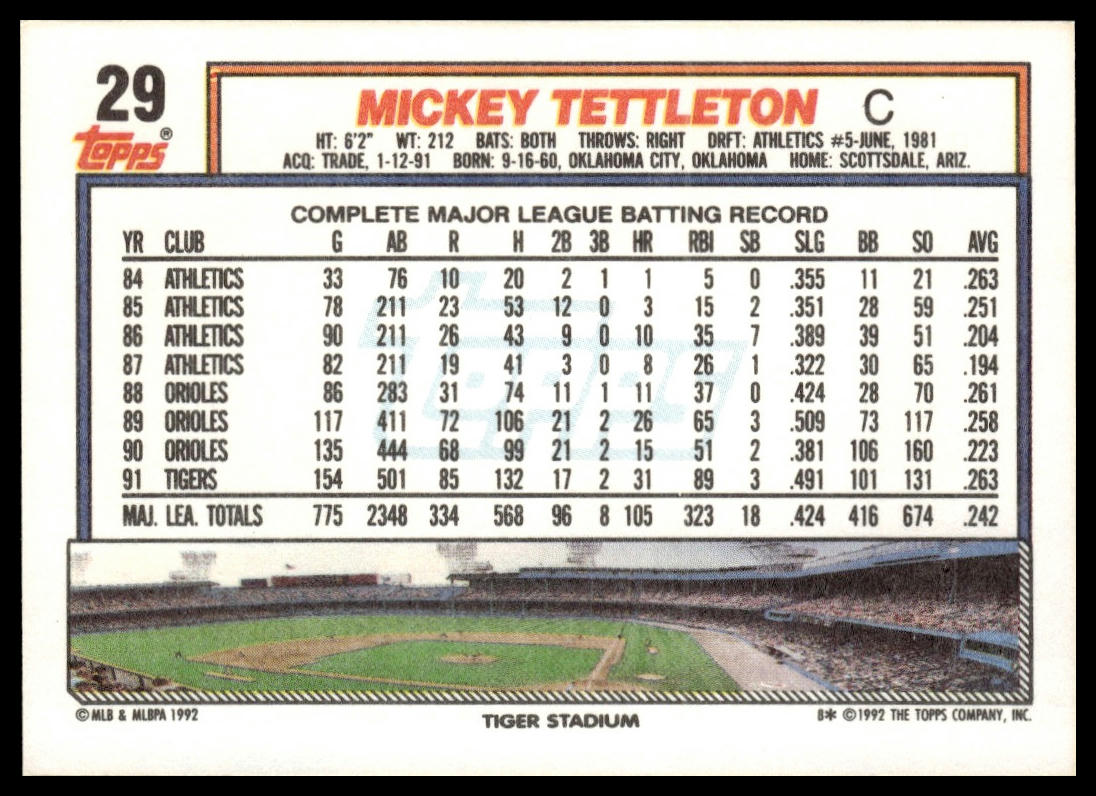 29
MICKEY TETTLETON C
Topps®
HT: 6'2" WT: 212 BATS: BOTH THROWS: RIGHT DRFT: ATHLETICS #5-JUNE, 1981
ACQ: TRADE, 1-12-91 BORN: 9-16-60, OKLAHOMA CITY, OKLAHOMA HOME: SCOTTSDALE, ARIZ.
COMPLETE MAJOR LEAGUE BATTING RECORD
YR CLUB G AB R H 2B 3B HR RBI SB SLG BB SO AVG
84 ATHLETICS 33 76 10 20 2 1 1 5 0 .355 11 21 .263
85 ATHLETICS 78 211 23 53 12 0 3 15 2 .351 28 59 .251
86 ATHLETICS 90 211 26 43 9 0 10 35 7 .389 39 51 .204
87 ATHLETICS 82 211 19 41 3 0 8 26 1 .322 30 65 .194
88 ORIOLES 86 283 31 74 11 1 11 37 0 .424 28 70 .261
89 ORIOLES 117 411 72 106 21 2 26 65 3 .509 73 117 .258
90 ORIOLES 135 444 68 99 21 2 15 51 2 .381 106 160 .223
91 TIGERS 154 501 85 132 17 2 31 89 3 .491 101 131 .263
MAJ. LEA. TOTALS 775 2348 334 568 96 8 105 323 18 .424 416 674 .242
Topps
©MLB & MLBPA 1992
TIGER STADIUM
B* ©1992 THE TOPPS COMPANY, INC.